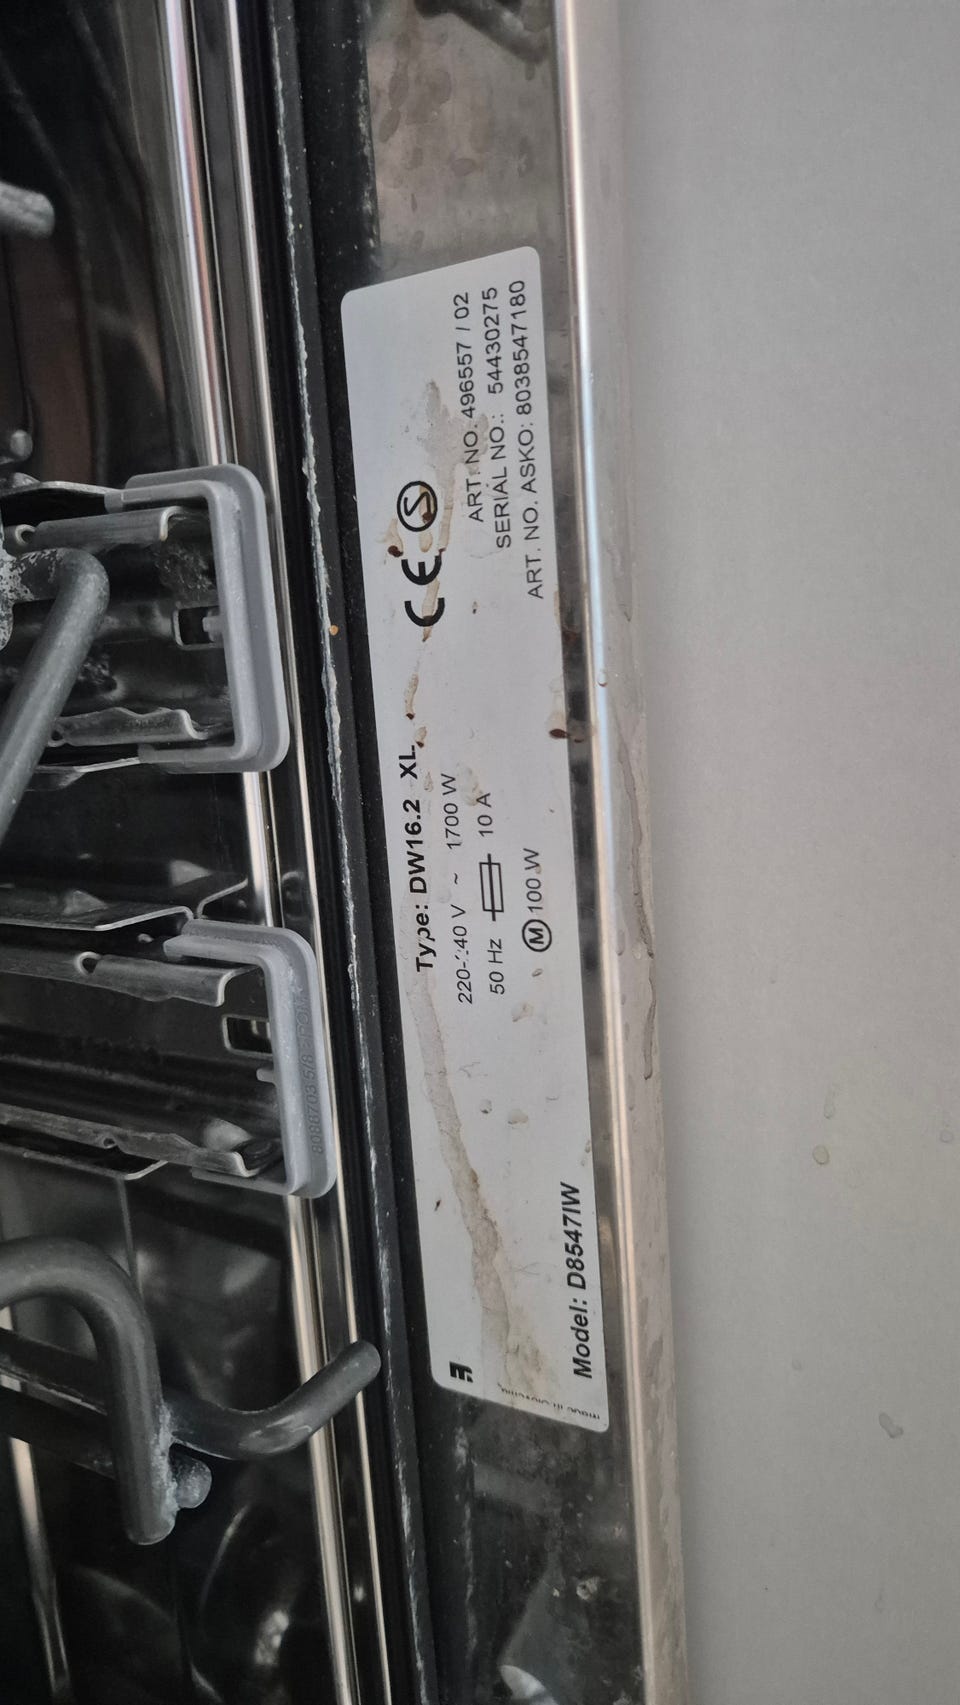 Type: DW16.2 XL
220-240 V ~ 1700 W
50 Hz 10 A
M 100 W
CE S
ART. NO. 496557 / 02
SERIAL NO.: 54430275
ART. NO. ASKO: 8038547180
Model: D8547IW
8088703